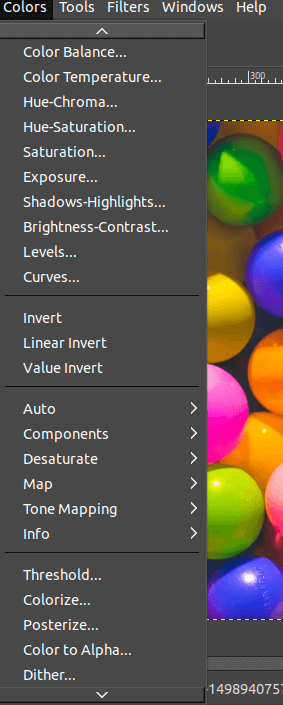 Colors Tools Filters Windows Help
300
Color Balance...
Color Temperature...
Hue-Chroma...
Hue-Saturation...
Saturation...
Exposure...
Shadows-Highlights...
Brightness-Contrast...
Levels...
Curves...
Invert
Linear Invert
Value Invert
Auto
Components
Desaturate
Map
Tone Mapping
Info
Threshold...
Colorize...
Posterize...
Color to Alpha...
Dither...
-149894075